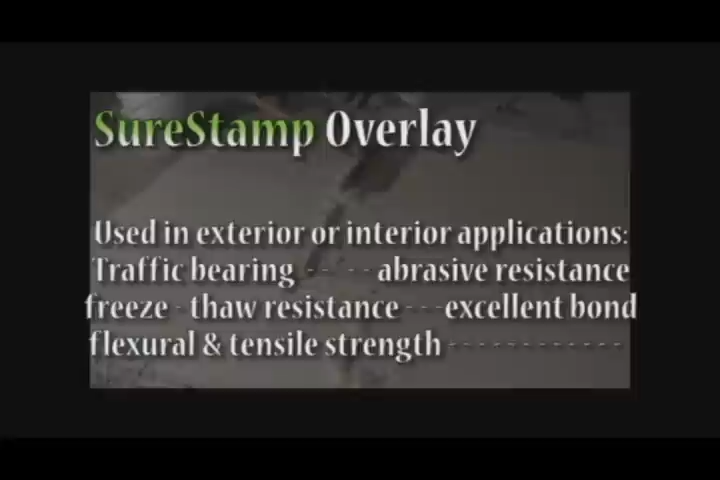 SureStamp Overlay
Used in exterior or interior applications:
Traffic bearing - - - - abrasive resistance
freeze - thaw resistance - - - excellent bond
flexural & tensile strength - - - - - - - - - - - -